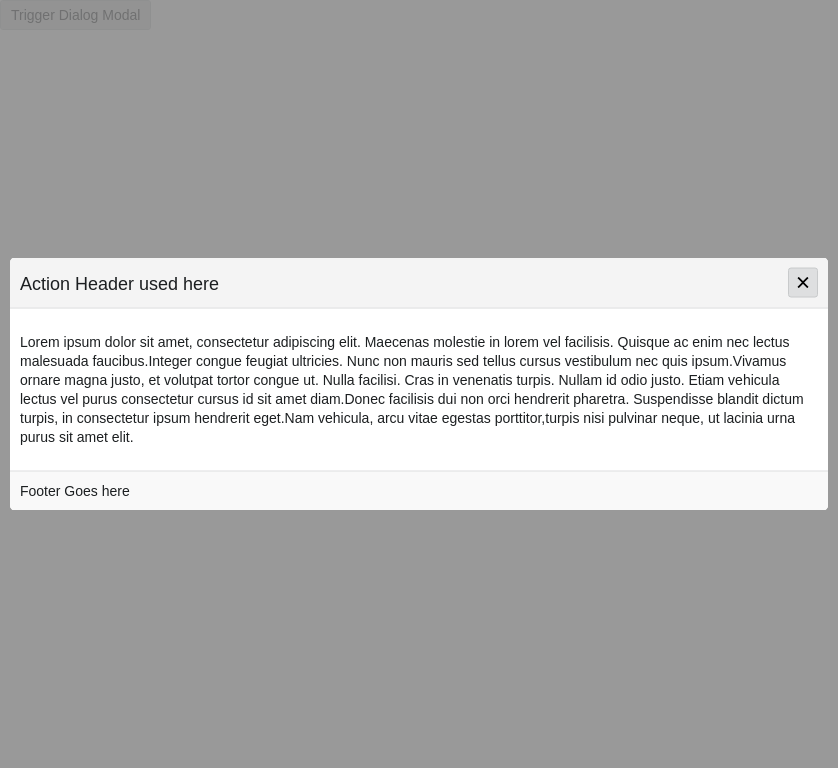 Trigger Dialog Modal
Action Header used here
Lorem ipsum dolor sit amet, consectetur adipiscing elit. Maecenas molestie in lorem vel facilisis. Quisque ac enim nec lectus
malesuada faucibus.Integer congue feugiat ultricies. Nunc non mauris sed tellus cursus vestibulum nec quis ipsum.Vivamus
ornare magna justo, et volutpat tortor congue ut. Nulla facilisi. Cras in venenatis turpis. Nullam id odio justo. Etiam vehicula
lectus vel purus consectetur cursus id sit amet diam.Donec facilisis dui non orci hendrerit pharetra. Suspendisse blandit dictum
turpis, in consectetur ipsum hendrerit eget.Nam vehicula, arcu vitae egestas porttitor,turpis nisi pulvinar neque, ut lacinia urna
purus sit amet elit.
Footer Goes here